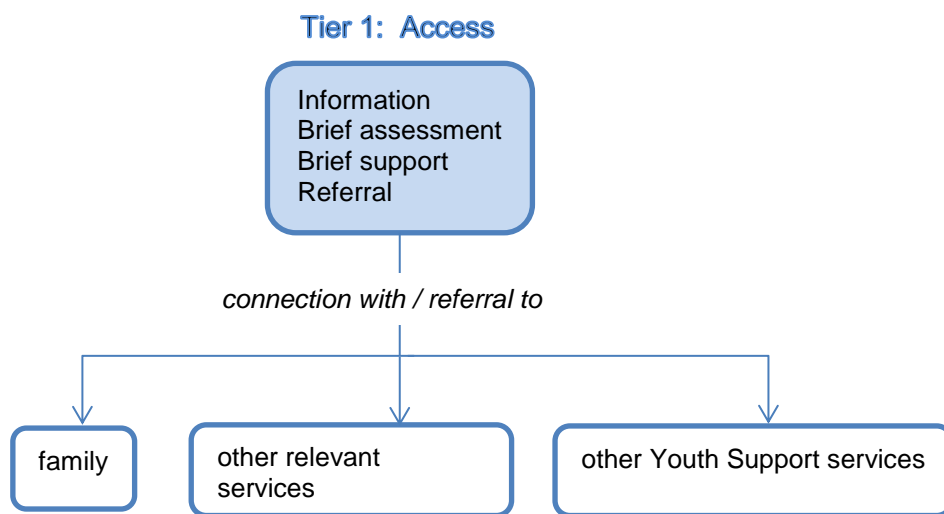 Tier 1: Access
Information
Brief assessment
Brief support
Referral
connection with / referral to
family
other relevant
services
other Youth Support services